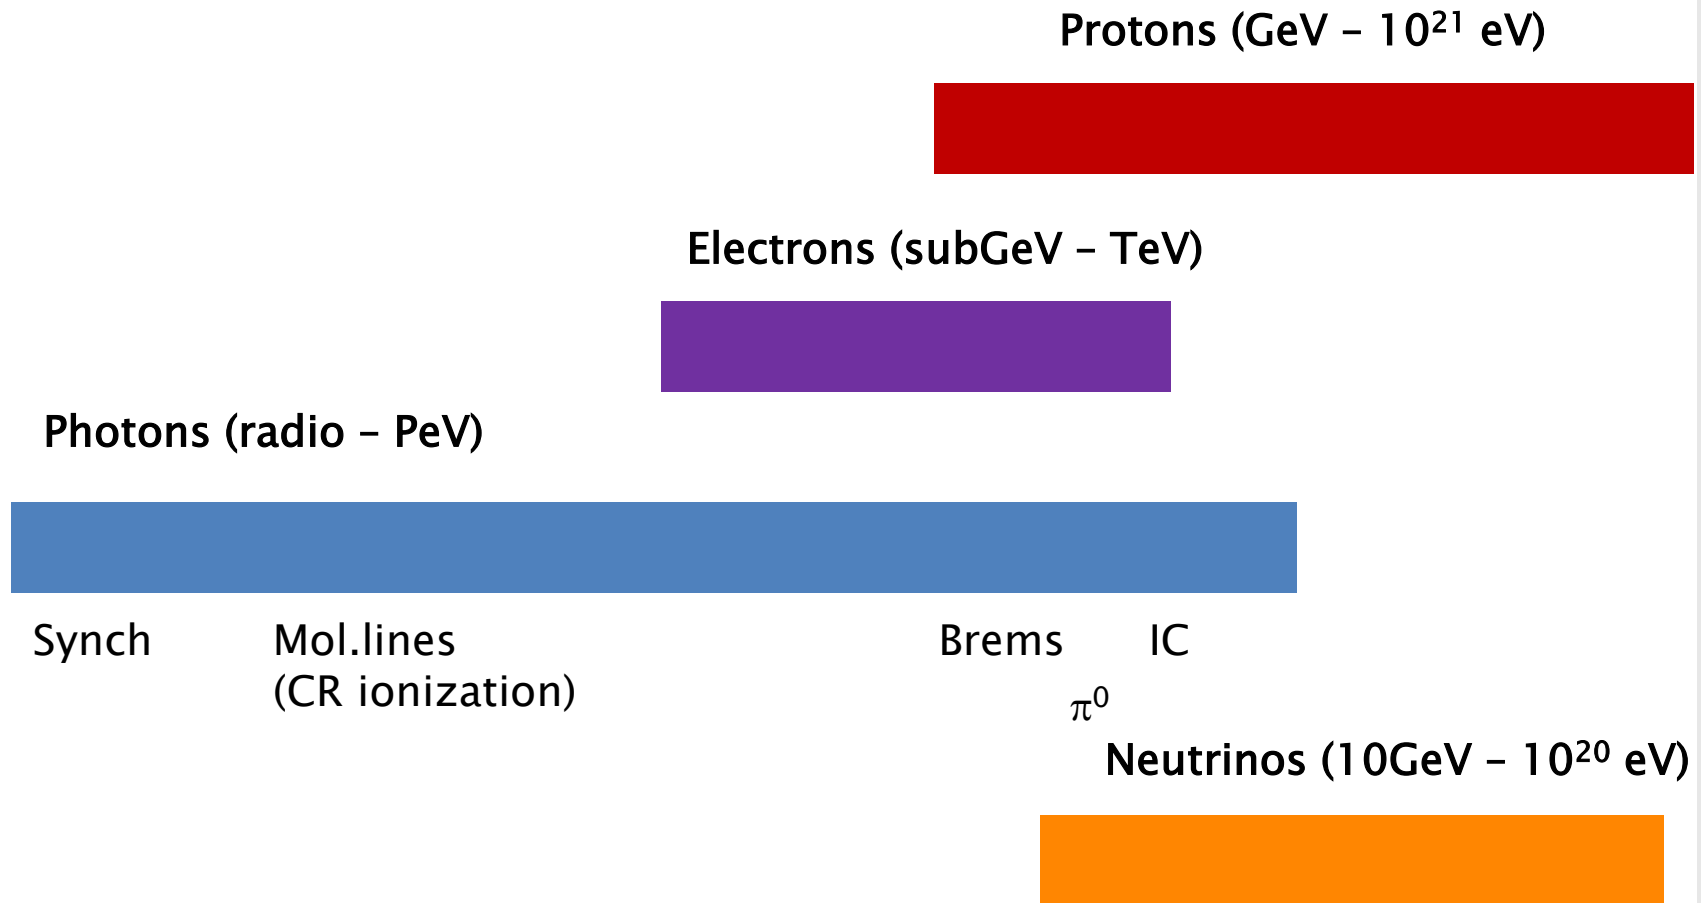 Protons (GeV – 10²¹ eV)
Electrons (subGeV – TeV)
Photons (radio – PeV)
Synch
Mol.lines
(CR ionization)
Brems
IC
π⁰
Neutrinos (10GeV – 10²⁰ eV)